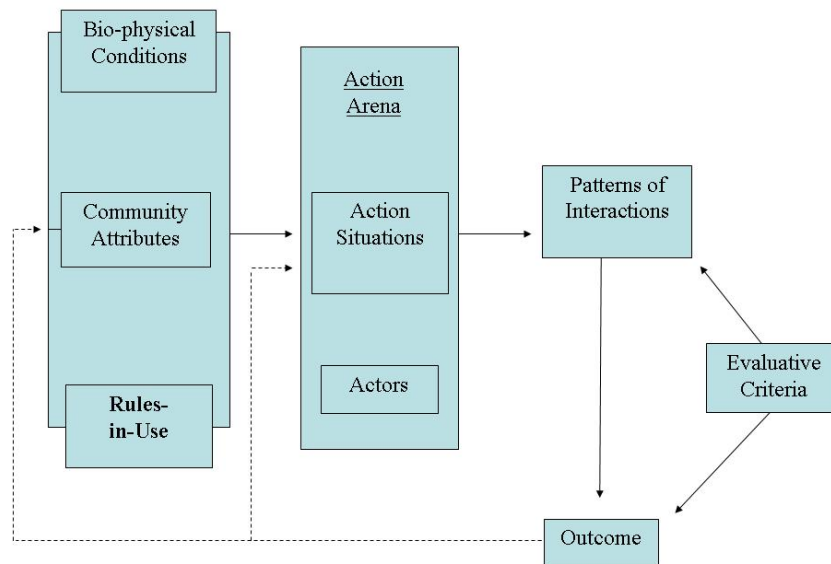 Bio-physical
Conditions
Community
Attributes
Rules-
in-Use
Action
Arena
Action
Situations
Actors
Patterns of
Interactions
Evaluative
Criteria
Outcome